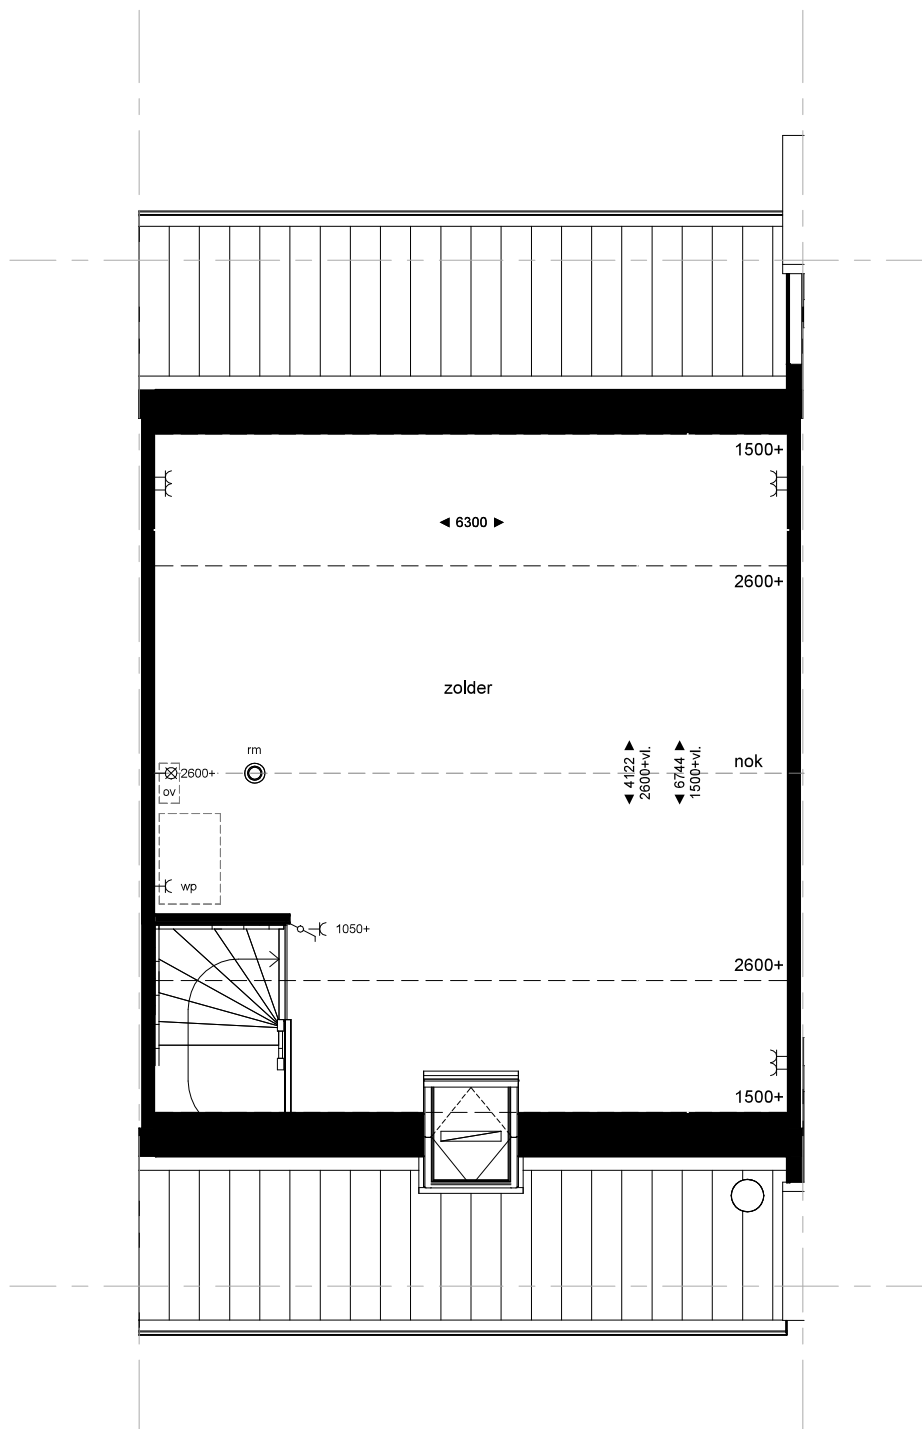 1500+
◄ 6300 ►
2600+
zolder
rm
nok
2600+
ov
◄ 4122 ►
2600+vl.
◄ 6744 ►
1500+vl.
wp
1050+
2600+
1500+